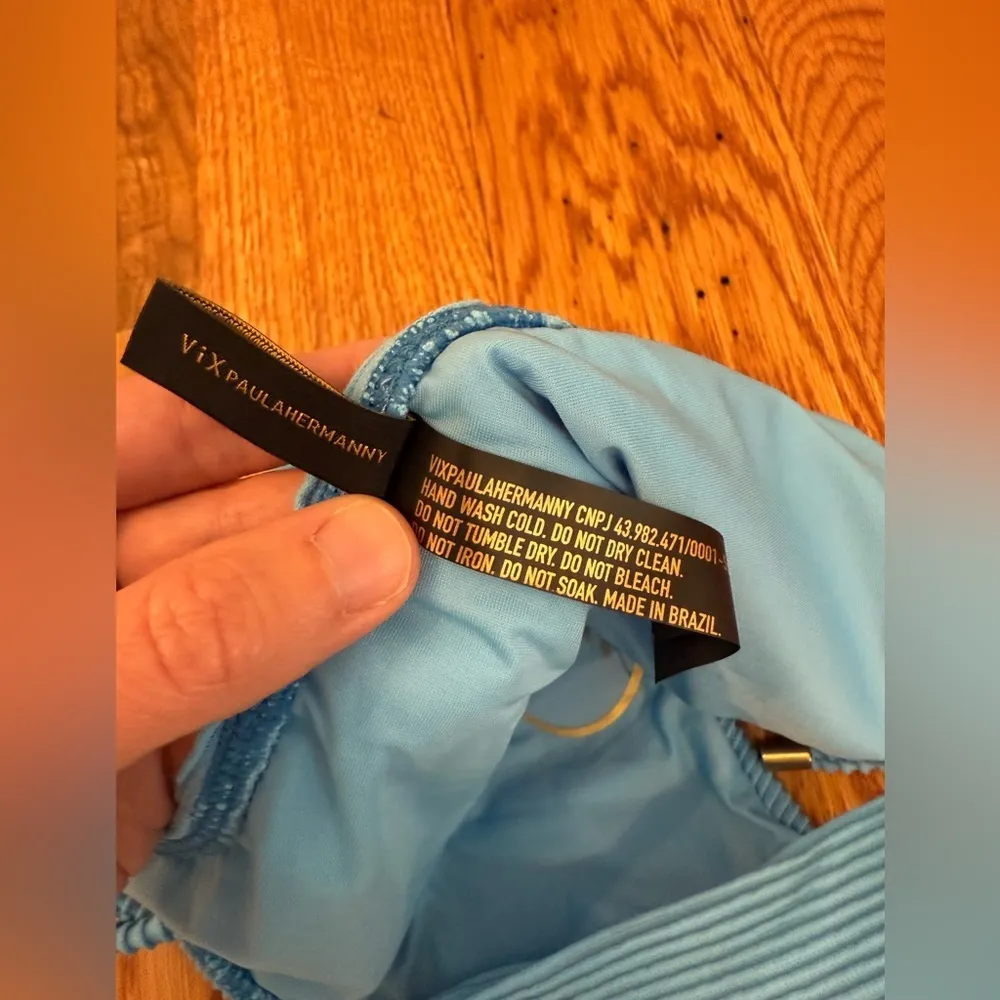 ViX PAULAHERMANNY
VIXPAULAHERMANNY CNPJ 43.982.471/0001-
HAND WASH COLD. DO NOT DRY CLEAN.
DO NOT TUMBLE DRY. DO NOT BLEACH.
DO NOT IRON. DO NOT SOAK. MADE IN BRAZIL.